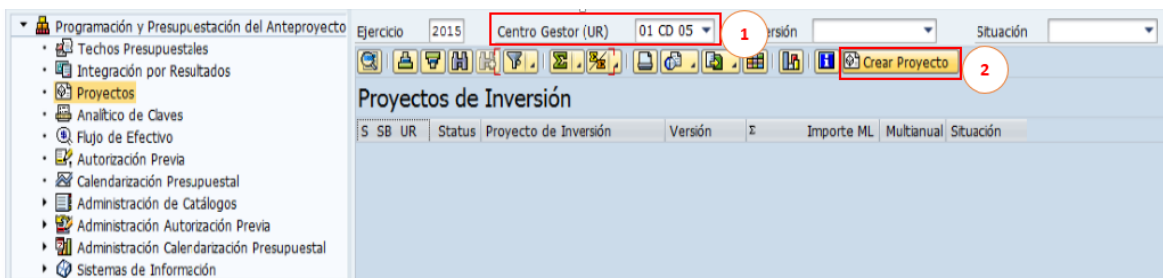 Programación y Presupuestación del Anteproyecto
Techos Presupuestales
Integración por Resultados
Proyectos
Analítico de Claves
Flujo de Efectivo
Autorización Previa
Calendarización Presupuestal
Administración de Catálogos
Administración Autorización Previa
Administración Calendarización Presupuestal
Sistemas de Información
Ejercicio 2015 Centro Gestor (UR) 01 CD 05 1 ersión Situación
Crear Proyecto 2
Proyectos de Inversión
S SB UR Status Proyecto de Inversión Versión Σ Importe ML Multianual Situación